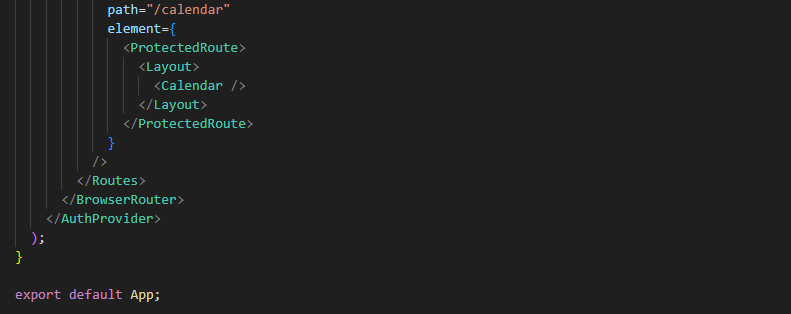 path="/calendar"
element={
<ProtectedRoute>
<Layout>
<Calendar />
</Layout>
</ProtectedRoute>
}
/>
</Routes>
</BrowserRouter>
</AuthProvider>
);
}
export default App;